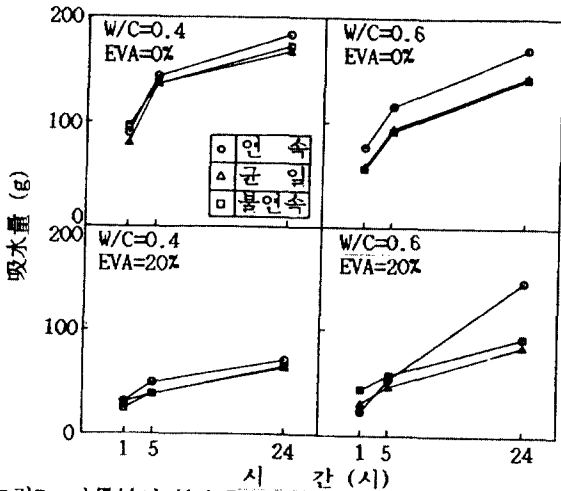 200
W/C=0.4
EVA=0%
W/C=0.6
EVA=0%
100
연 속
균 일
불연속
0
吸水量 (g)
200
W/C=0.4
EVA=20%
W/C=0.6
EVA=20%
100
0
1 5 24
1 5 24
시 간 (시)